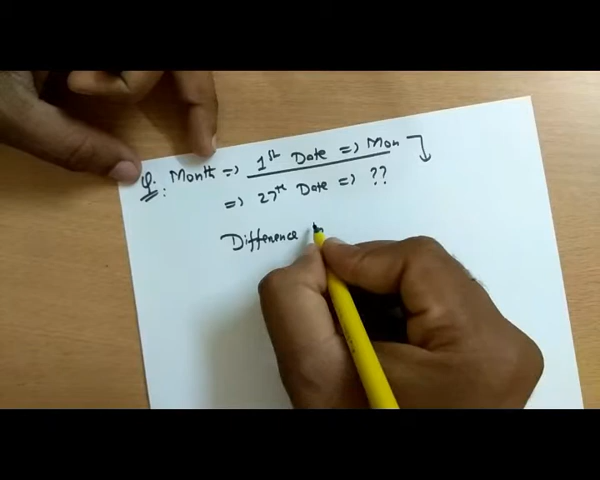 Q. Month => 1st Date => Mon
=> 27th Date => ??
Difference